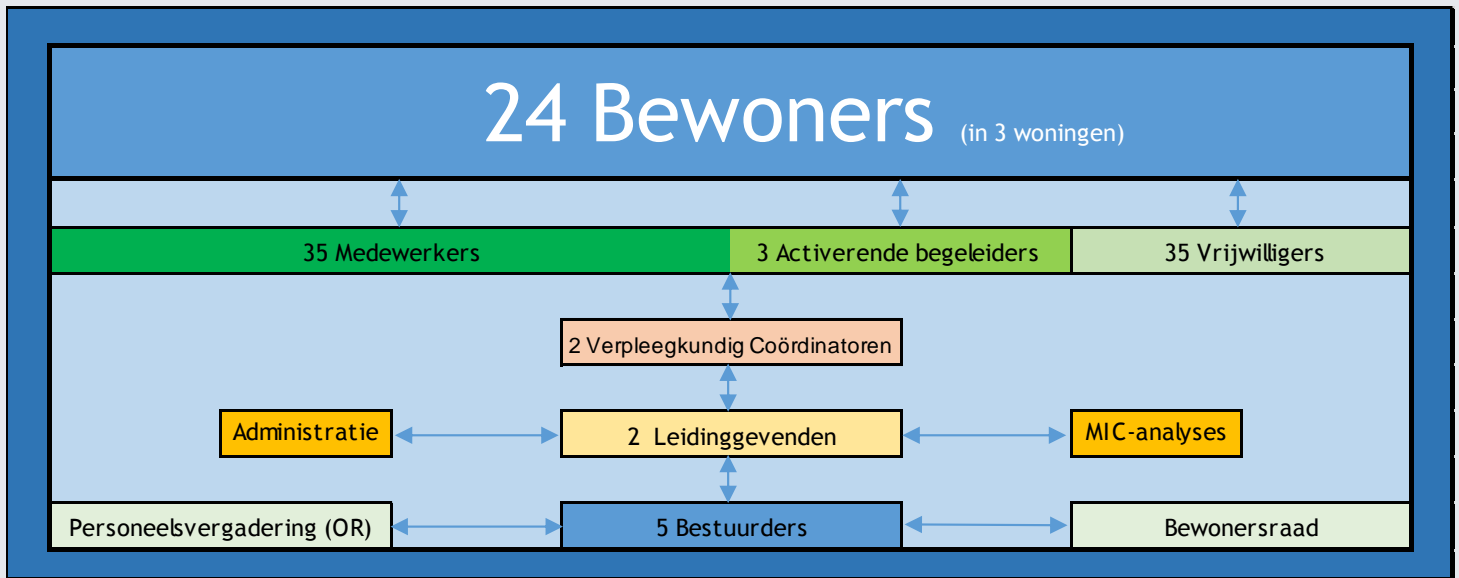 24 Bewoners (in 3 woningen)
35 Medewerkers
3 Activerende begeleiders
35 Vrijwilligers
2 Verpleegkundig Coördinatoren
Administratie
2 Leidinggevenden
MIC-analyses
Personeelsvergadering (OR)
5 Bestuurders
Bewonersraad